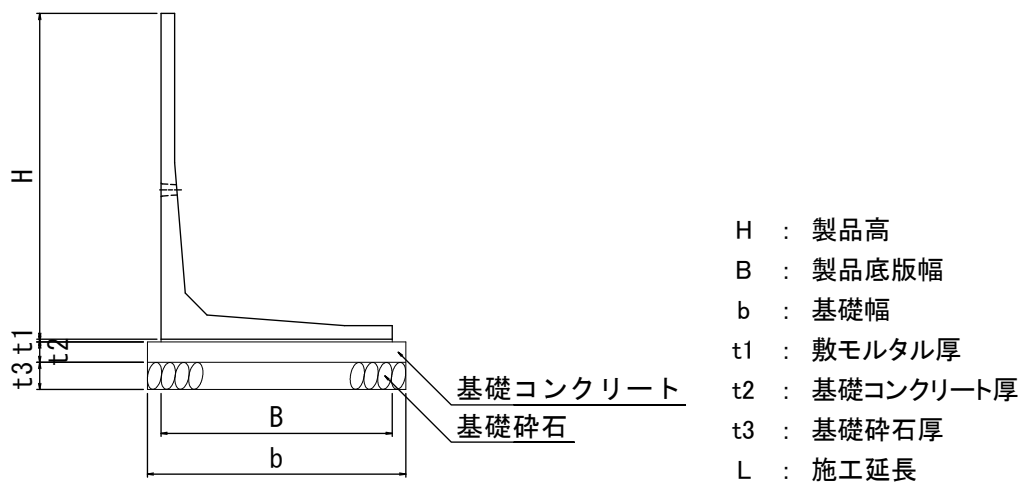 H
t1
t2
t3
基礎コンクリート
基礎砕石
B
b
H : 製品高
B : 製品底版幅
b : 基礎幅
t1 : 敷モルタル厚
t2 : 基礎コンクリート厚
t3 : 基礎砕石厚
L : 施工延長